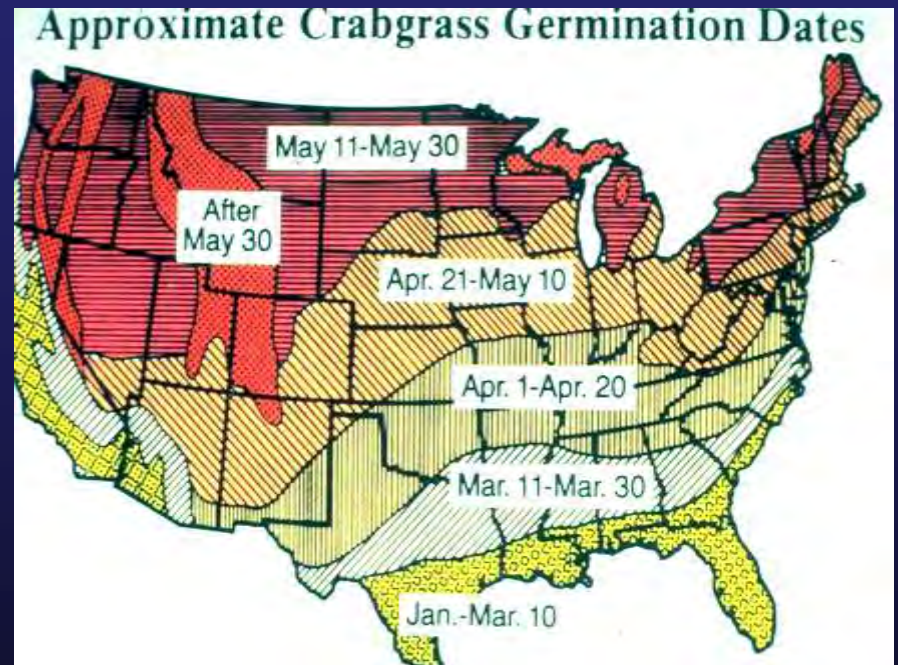 Approximate Crabgrass Germination Dates
May 11-May 30
After
May 30
Apr. 21-May 10
Apr. 1-Apr. 20
Mar. 11-Mar. 30
Jan.-Mar. 10